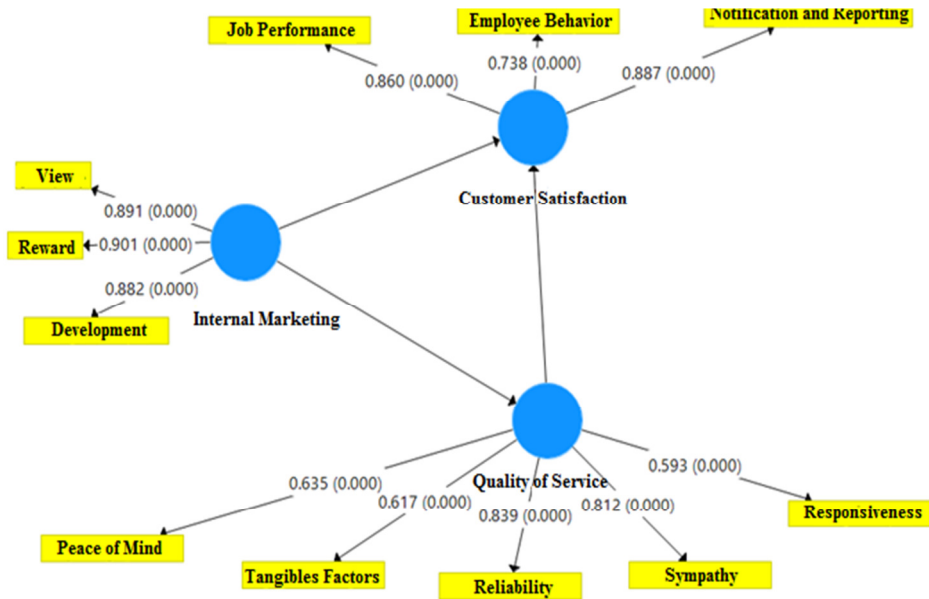 Notification and Reporting
Employee Behavior
Job Performance
0.738 (0.000)
0.860 (0.000)
0.887 (0.000)
View
Customer Satisfaction
0.891 (0.000)
Reward
0.901 (0.000)
0.882 (0.000)
Internal Marketing
Development
0.593 (0.000)
0.635 (0.000)
Quality of Service
0.617 (0.000)
0.839 (0.000)
0.812 (0.000)
Responsiveness
Peace of Mind
Tangibles Factors
Reliability
Sympathy